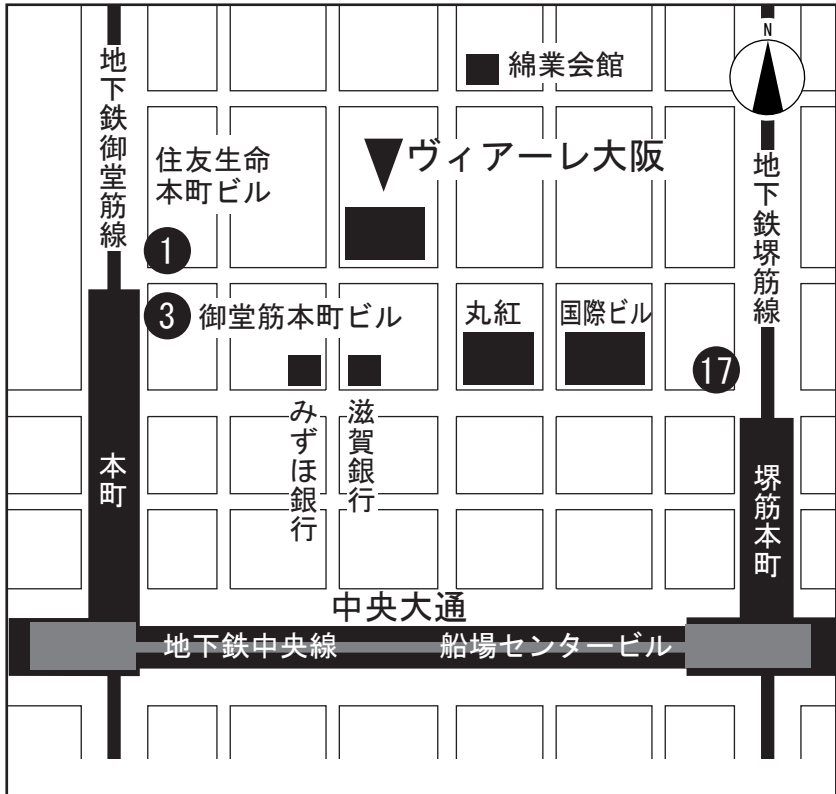 N
綿業会館
地下鉄御堂筋線
住友生命
本町ビル
ヴィアーレ大阪
地下鉄堺筋線
1
3
御堂筋本町ビル
丸紅
国際ビル
17
みずほ銀行
滋賀銀行
本町
堺筋本町
中央大通
地下鉄中央線
船場センタービル